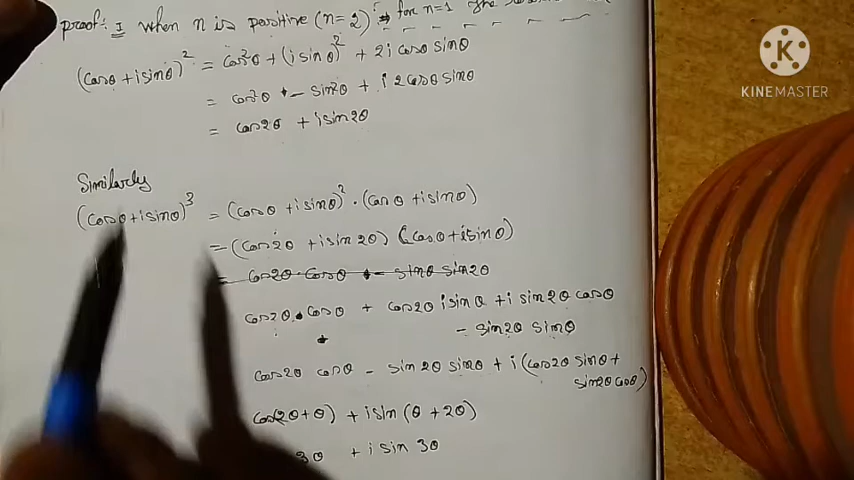 proof: I when n is positive (n=2) for n=1 the
(cosθ + isinθ)² = cos²θ + (isinθ)² + 2i cosθ sinθ
= cos²θ - sin²θ + i 2cosθ sinθ
= cos2θ + isin2θ
Similarly
(cosθ + isinθ)³ = (cosθ + isinθ)² · (cosθ + isinθ)
= (cos2θ + isin2θ) (cosθ + isinθ)
= cos2θ · cosθ - sinθ sin2θ
cos2θ · cosθ + cos2θ isinθ + i sin2θ cosθ
- sin2θ sinθ
cos2θ cosθ - sin2θ sinθ + i (cos2θ sinθ +
sin2θ cosθ)
cos(2θ+θ) + isin(θ+2θ)
3θ + i sin 3θ
KINEMASTER